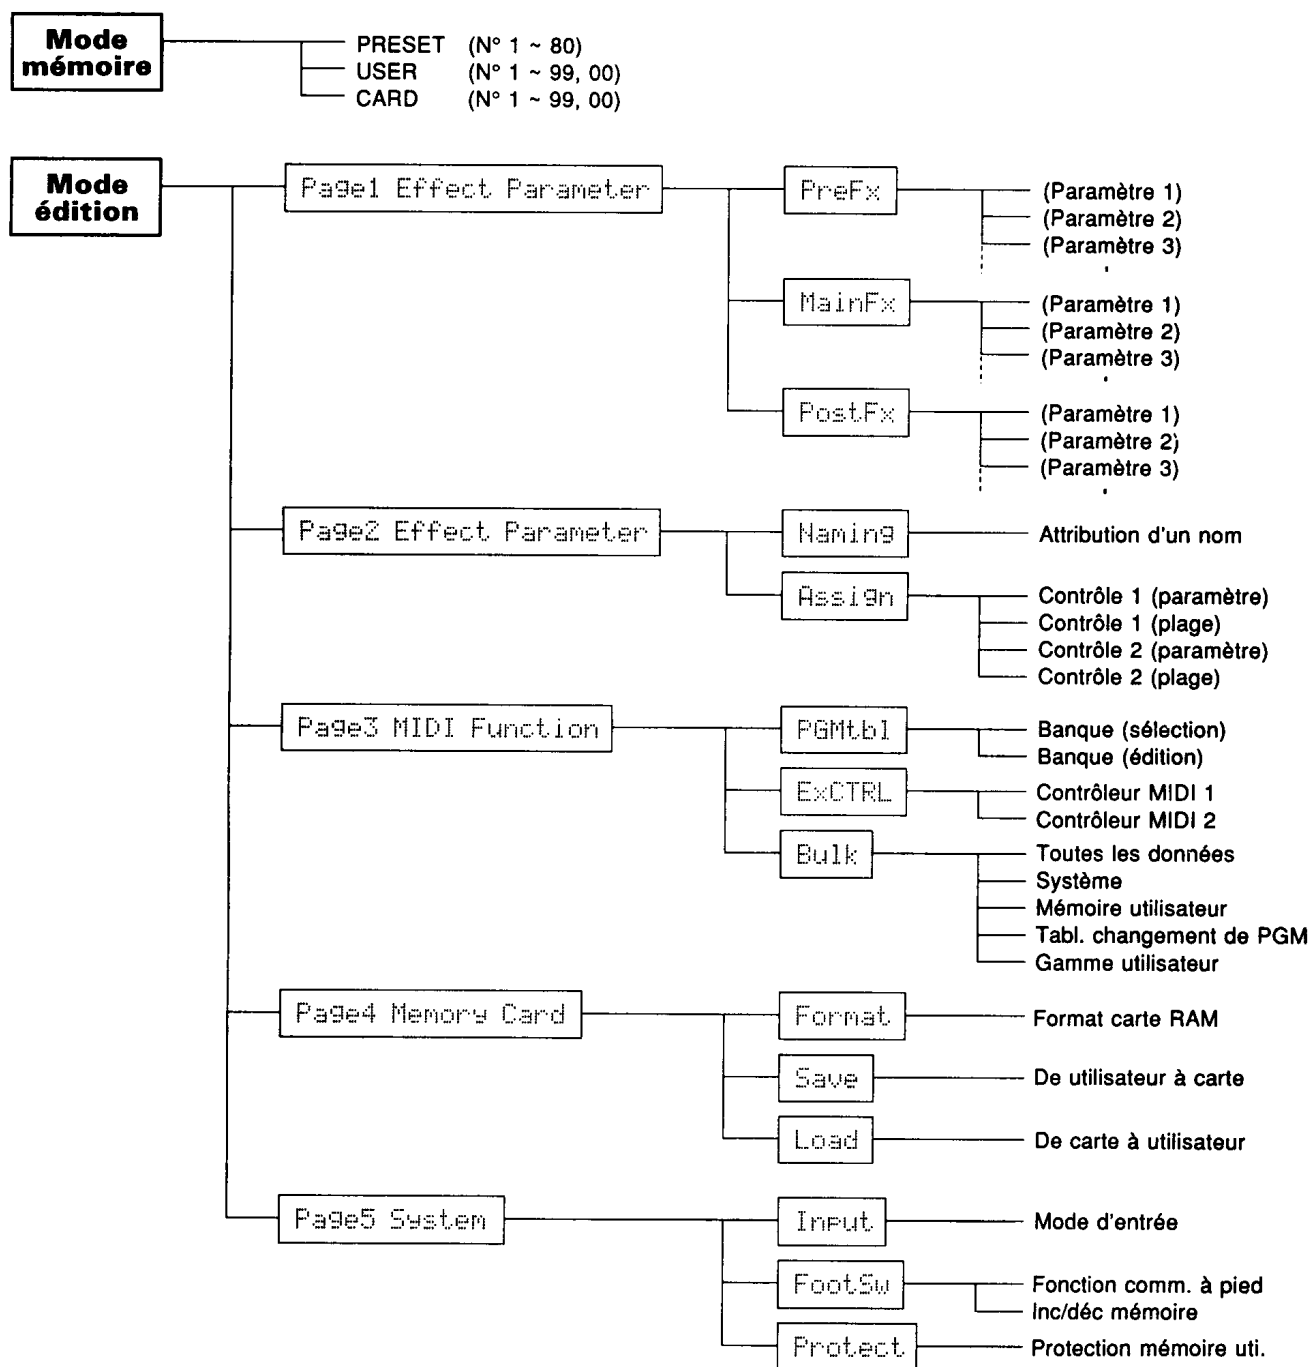 Mode
mémoire
PRESET (N° 1 ~ 80)
USER (N° 1 ~ 99, 00)
CARD (N° 1 ~ 99, 00)
Mode
édition
Page1 Effect Parameter
PreFx
(Paramètre 1)
(Paramètre 2)
(Paramètre 3)
MainFx
(Paramètre 1)
(Paramètre 2)
(Paramètre 3)
PostFx
(Paramètre 1)
(Paramètre 2)
(Paramètre 3)
Page2 Effect Parameter
Naming
Attribution d'un nom
Assign
Contrôle 1 (paramètre)
Contrôle 1 (plage)
Contrôle 2 (paramètre)
Contrôle 2 (plage)
Page3 MIDI Function
PGMtbl
Banque (sélection)
Banque (édition)
ExCTRL
Contrôleur MIDI 1
Contrôleur MIDI 2
Bulk
Toutes les données
Système
Mémoire utilisateur
Tabl. changement de PGM
Gamme utilisateur
Page4 Memory Card
Format
Format carte RAM
Save
De utilisateur à carte
Load
De carte à utilisateur
Page5 System
Input
Mode d'entrée
FootSw
Fonction comm. à pied
Inc/déc mémoire
Protect
Protection mémoire uti.